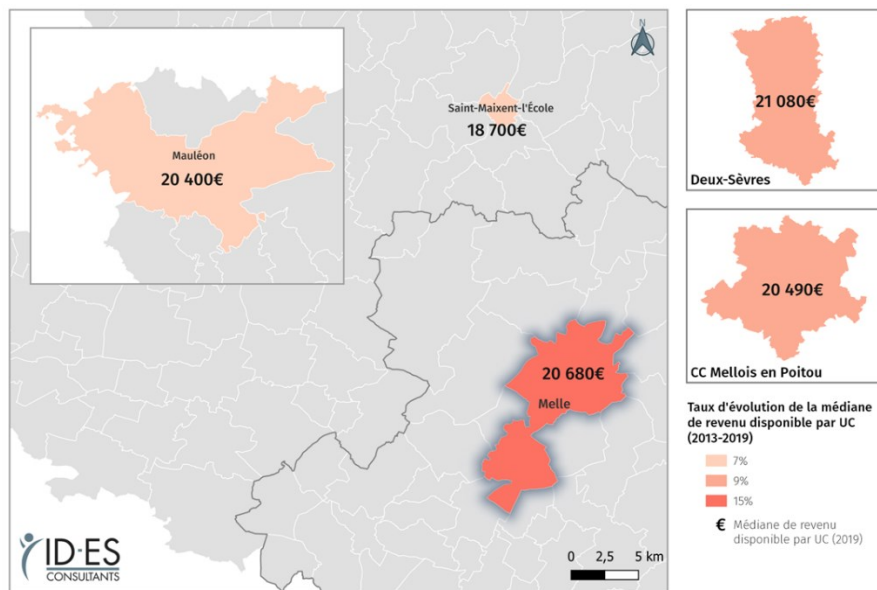 Mauléon
20 400€
N
Saint-Maixent-l'École
18 700€
20 680€
Melle
ID-ES
CONSULTANTS
0 2,5 5 km
21 080€
Deux-Sèvres
20 490€
CC Mellois en Poitou
Taux d'évolution de la médiane
de revenu disponible par UC
(2013-2019)
7%
9%
15%
€ Médiane de revenu
disponible par UC (2019)